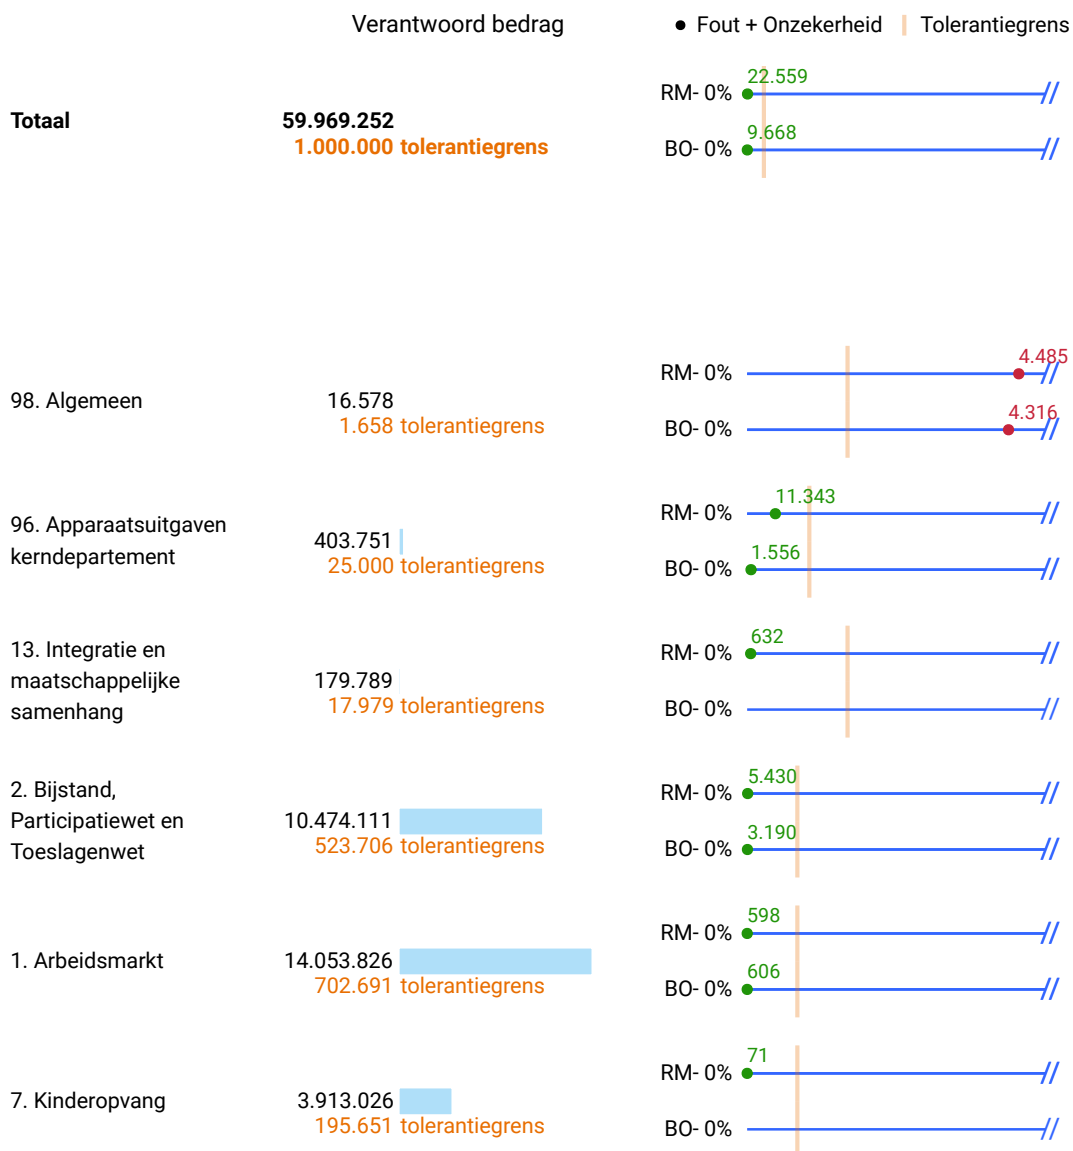 Verantwoord bedrag
Fout + Onzekerheid
Tolerantiegrens
Totaal
59.969.252
1.000.000 tolerantiegrens
RM- 0%
22.559
BO- 0%
9.668
98. Algemeen
16.578
1.658 tolerantiegrens
RM- 0%
4.485
BO- 0%
4.316
96. Apparaatsuitgaven
kerndepartement
403.751
25.000 tolerantiegrens
RM- 0%
11.343
BO- 0%
1.556
13. Integratie en
maatschappelijke
samenhang
179.789
17.979 tolerantiegrens
RM- 0%
632
BO- 0%
2. Bijstand,
Participatiewet en
Toeslagenwet
10.474.111
523.706 tolerantiegrens
RM- 0%
5.430
BO- 0%
3.190
1. Arbeidsmarkt
14.053.826
702.691 tolerantiegrens
RM- 0%
598
BO- 0%
606
7. Kinderopvang
3.913.026
195.651 tolerantiegrens
RM- 0%
71
BO- 0%